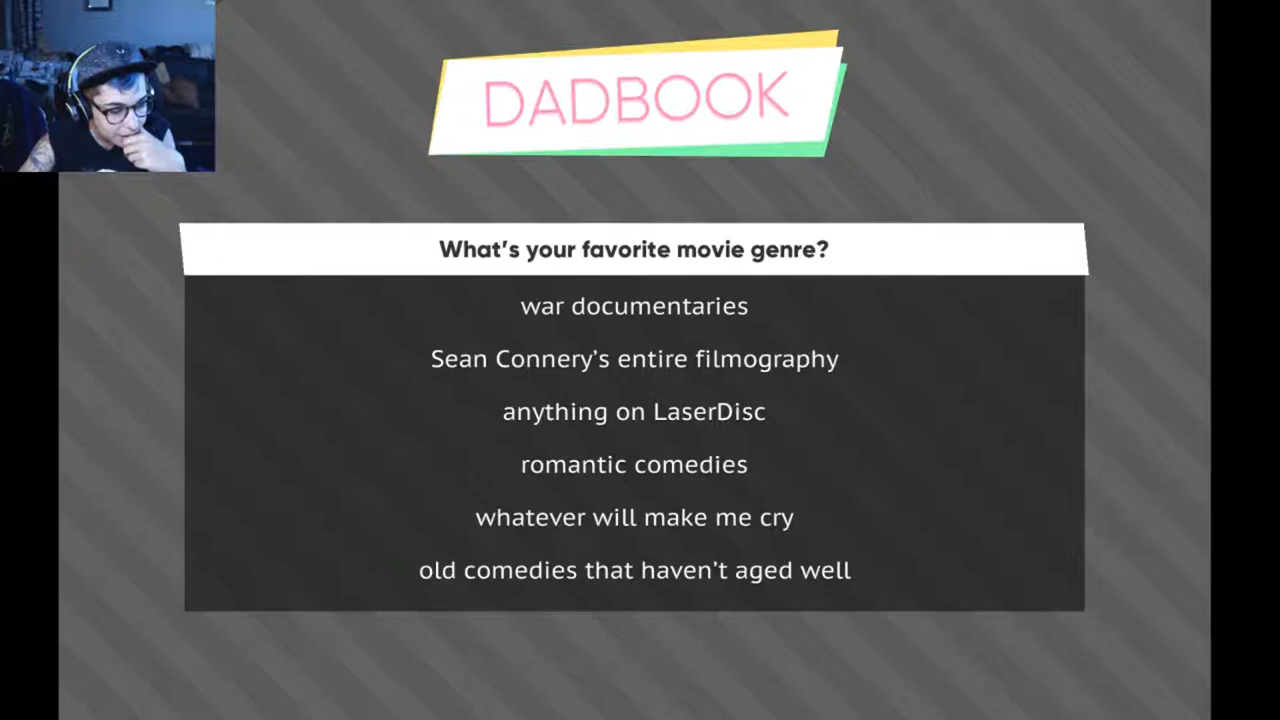 DADBOOK
What's your favorite movie genre?
war documentaries
Sean Connery's entire filmography
anything on LaserDisc
romantic comedies
whatever will make me cry
old comedies that haven't aged well